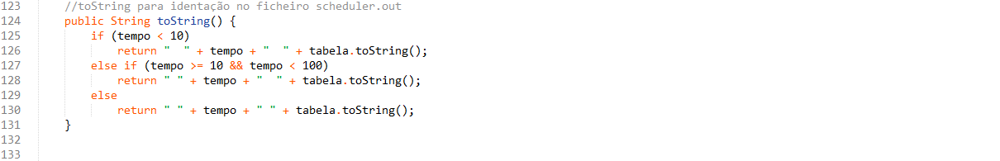 123 //toString para identação no ficheiro scheduler.out
124 public String toString() {
125 if (tempo < 10)
126 return "  " + tempo + "  " + tabela.toString();
127 else if (tempo >= 10 && tempo < 100)
128 return " " + tempo + "  " + tabela.toString();
129 else
130 return " " + tempo + " " + tabela.toString();
131 }
132
133